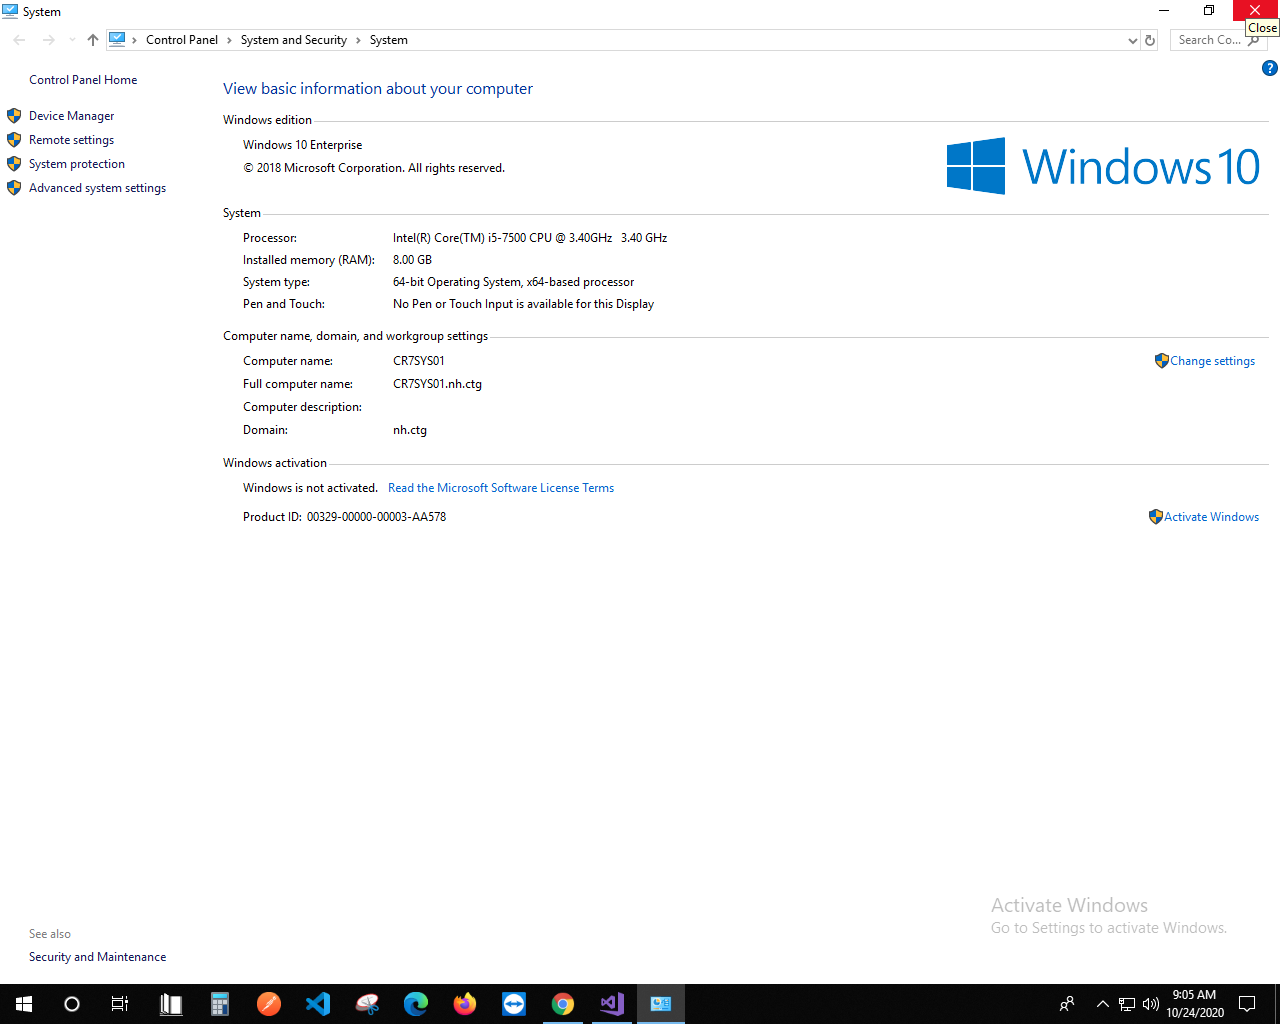 System
Close
Control Panel > System and Security > System
Search Co...
Control Panel Home
Device Manager
Remote settings
System protection
Advanced system settings
View basic information about your computer
Windows edition
Windows 10 Enterprise
© 2018 Microsoft Corporation. All rights reserved.
Windows 10
System
Processor: Intel(R) Core(TM) i5-7500 CPU @ 3.40GHz 3.40 GHz
Installed memory (RAM): 8.00 GB
System type: 64-bit Operating System, x64-based processor
Pen and Touch: No Pen or Touch Input is available for this Display
Computer name, domain, and workgroup settings
Computer name: CR7SYS01
Change settings
Full computer name: CR7SYS01.nh.ctg
Computer description:
Domain: nh.ctg
Windows activation
Windows is not activated. Read the Microsoft Software License Terms
Product ID: 00329-00000-00003-AA578
Activate Windows
Activate Windows
Go to Settings to activate Windows.
See also
Security and Maintenance
9:05 AM
10/24/2020